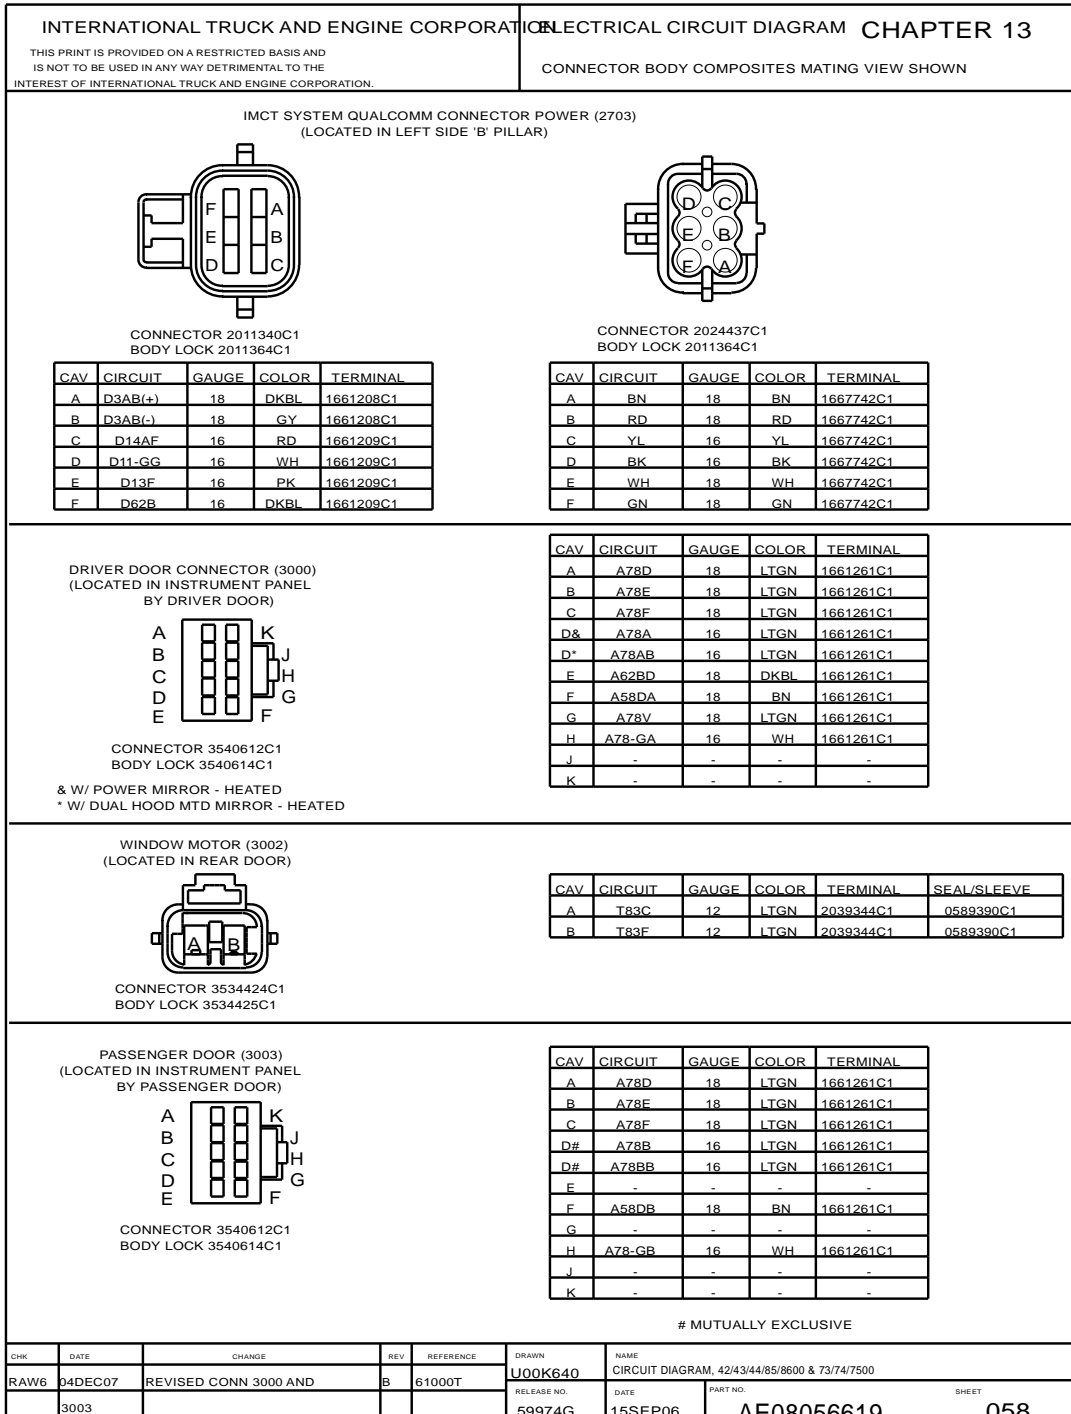 INTERNATIONAL TRUCK AND ENGINE CORPORATION
THIS PRINT IS PROVIDED ON A RESTRICTED BASIS AND
IS NOT TO BE USED IN ANY WAY DETRIMENTAL TO THE
INTEREST OF INTERNATIONAL TRUCK AND ENGINE CORPORATION.
ELECTRICAL CIRCUIT DIAGRAM CHAPTER 13
CONNECTOR BODY COMPOSITES MATING VIEW SHOWN
IMCT SYSTEM QUALCOMM CONNECTOR POWER (2703)
(LOCATED IN LEFT SIDE 'B' PILLAR)
F A
E B
D C
D C
E B
F A
CONNECTOR 2011340C1
BODY LOCK 2011364C1
CONNECTOR 2024437C1
BODY LOCK 2011364C1
CAV CIRCUIT GAUGE COLOR TERMINAL
A D3AB(+) 18 DKBL 1661208C1
B D3AB(-) 18 GY 1661208C1
C D14AF 16 RD 1661209C1
D D11-GG 16 WH 1661209C1
E D13F 16 PK 1661209C1
F D62B 16 DKBL 1661209C1
CAV CIRCUIT GAUGE COLOR TERMINAL
A BN 18 BN 1667742C1
B RD 18 RD 1667742C1
C YL 16 YL 1667742C1
D BK 16 BK 1667742C1
E WH 18 WH 1667742C1
F GN 18 GN 1667742C1
DRIVER DOOR CONNECTOR (3000)
(LOCATED IN INSTRUMENT PANEL
BY DRIVER DOOR)
A K
B J
C H
D G
E F
CONNECTOR 3540612C1
BODY LOCK 3540614C1
& W/ POWER MIRROR - HEATED
* W/ DUAL HOOD MTD MIRROR - HEATED
CAV CIRCUIT GAUGE COLOR TERMINAL
A A78D 18 LTGN 1661261C1
B A78E 18 LTGN 1661261C1
C A78F 18 LTGN 1661261C1
D& A78A 16 LTGN 1661261C1
D* A78AB 16 LTGN 1661261C1
E A62BD 18 DKBL 1661261C1
F A58DA 18 BN 1661261C1
G A78V 18 LTGN 1661261C1
H A78-GA 16 WH 1661261C1
J - - - -
K - - - -
WINDOW MOTOR (3002)
(LOCATED IN REAR DOOR)
A B
CONNECTOR 3534424C1
BODY LOCK 3534425C1
CAV CIRCUIT GAUGE COLOR TERMINAL SEAL/SLEEVE
A T83C 12 LTGN 2039344C1 0589390C1
B T83F 12 LTGN 2039344C1 0589390C1
PASSENGER DOOR (3003)
(LOCATED IN INSTRUMENT PANEL
BY PASSENGER DOOR)
A K
B J
C H
D G
E F
CONNECTOR 3540612C1
BODY LOCK 3540614C1
CAV CIRCUIT GAUGE COLOR TERMINAL
A A78D 18 LTGN 1661261C1
B A78E 18 LTGN 1661261C1
C A78F 18 LTGN 1661261C1
D# A78B 16 LTGN 1661261C1
D# A78BB 16 LTGN 1661261C1
E - - - -
F A58DB 18 BN 1661261C1
G - - - -
H A78-GB 16 WH 1661261C1
J - - - -
K - - - -
# MUTUALLY EXCLUSIVE
CHK DATE CHANGE REV REFERENCE
RAW6 04DEC07 REVISED CONN 3000 AND B 61000T
3003
DRAWN
U00K640
NAME
CIRCUIT DIAGRAM, 42/43/44/85/8600 & 73/74/7500
RELEASE NO. DATE PART NO. SHEET
59974G 15SEP06 AE08056619 058